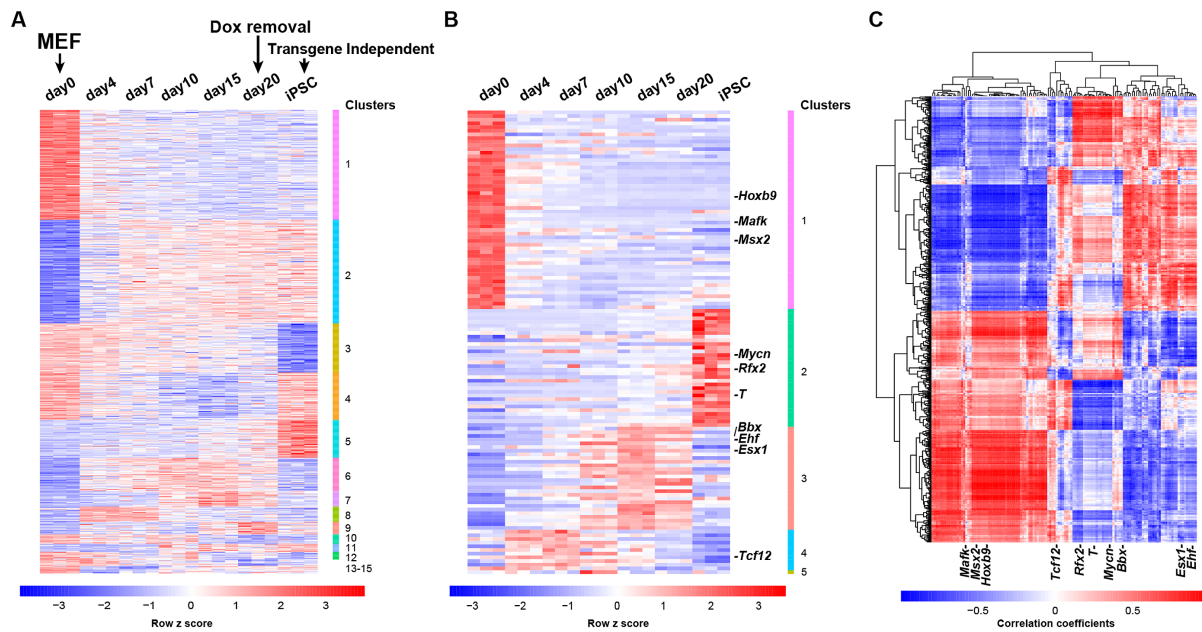 A
MEF
Dox removal
Transgene Independent
day0 day4 day7 day10 day15 day20 iPSC
Clusters
1
2
3
4
5
6
7
8
9
10
11
12
13-15
−3 −2 −1 0 1 2 3
Row z score
B
day0 day4 day7 day10 day15 day20 iPSC
Clusters
-Hoxb9
-Mafk
1
-Msx2
-Mycn
-Rfx2
2
-T
/Bbx
-Ehf
-Esx1
3
-Tcf12
4
5
−3 −2 −1 0 1 2 3
Row z score
C
Mafk- Msx2- Hoxb9- Tcf12- Rfx2- T- Mycn- Bbx- Esx1- Ehf-
−0.5 0 0.5
Correlation coefficients